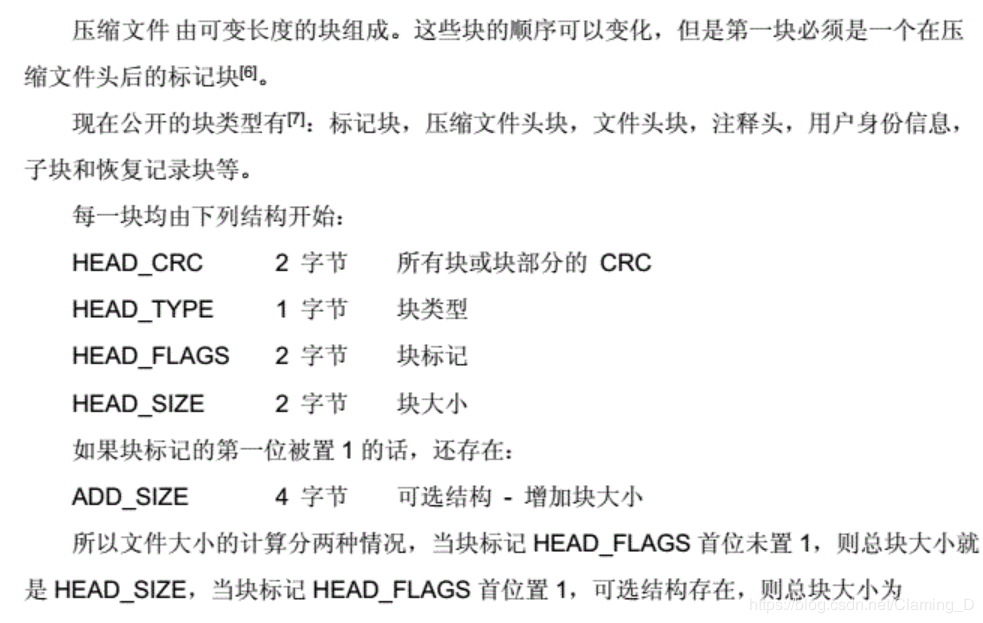 压缩文件 由可变长度的块组成。这些块的顺序可以变化，但是第一块必须是一个在压
缩文件头后的标记块[6]。
现在公开的块类型有[7]：标记块，压缩文件头块，文件头块，注释头，用户身份信息，
子块和恢复记录块等。
每一块均由下列结构开始：
HEAD_CRC 2 字节 所有块或块部分的 CRC
HEAD_TYPE 1 字节 块类型
HEAD_FLAGS 2 字节 块标记
HEAD_SIZE 2 字节 块大小
如果块标记的第一位被置 1 的话，还存在：
ADD_SIZE 4 字节 可选结构 - 增加块大小
所以文件大小的计算分两种情况，当块标记 HEAD_FLAGS 首位未置 1，则总块大小就
是 HEAD_SIZE，当块标记 HEAD_FLAGS 首位置 1，可选结构存在，则总块大小为
https://blog.csdn.net/Claming_D